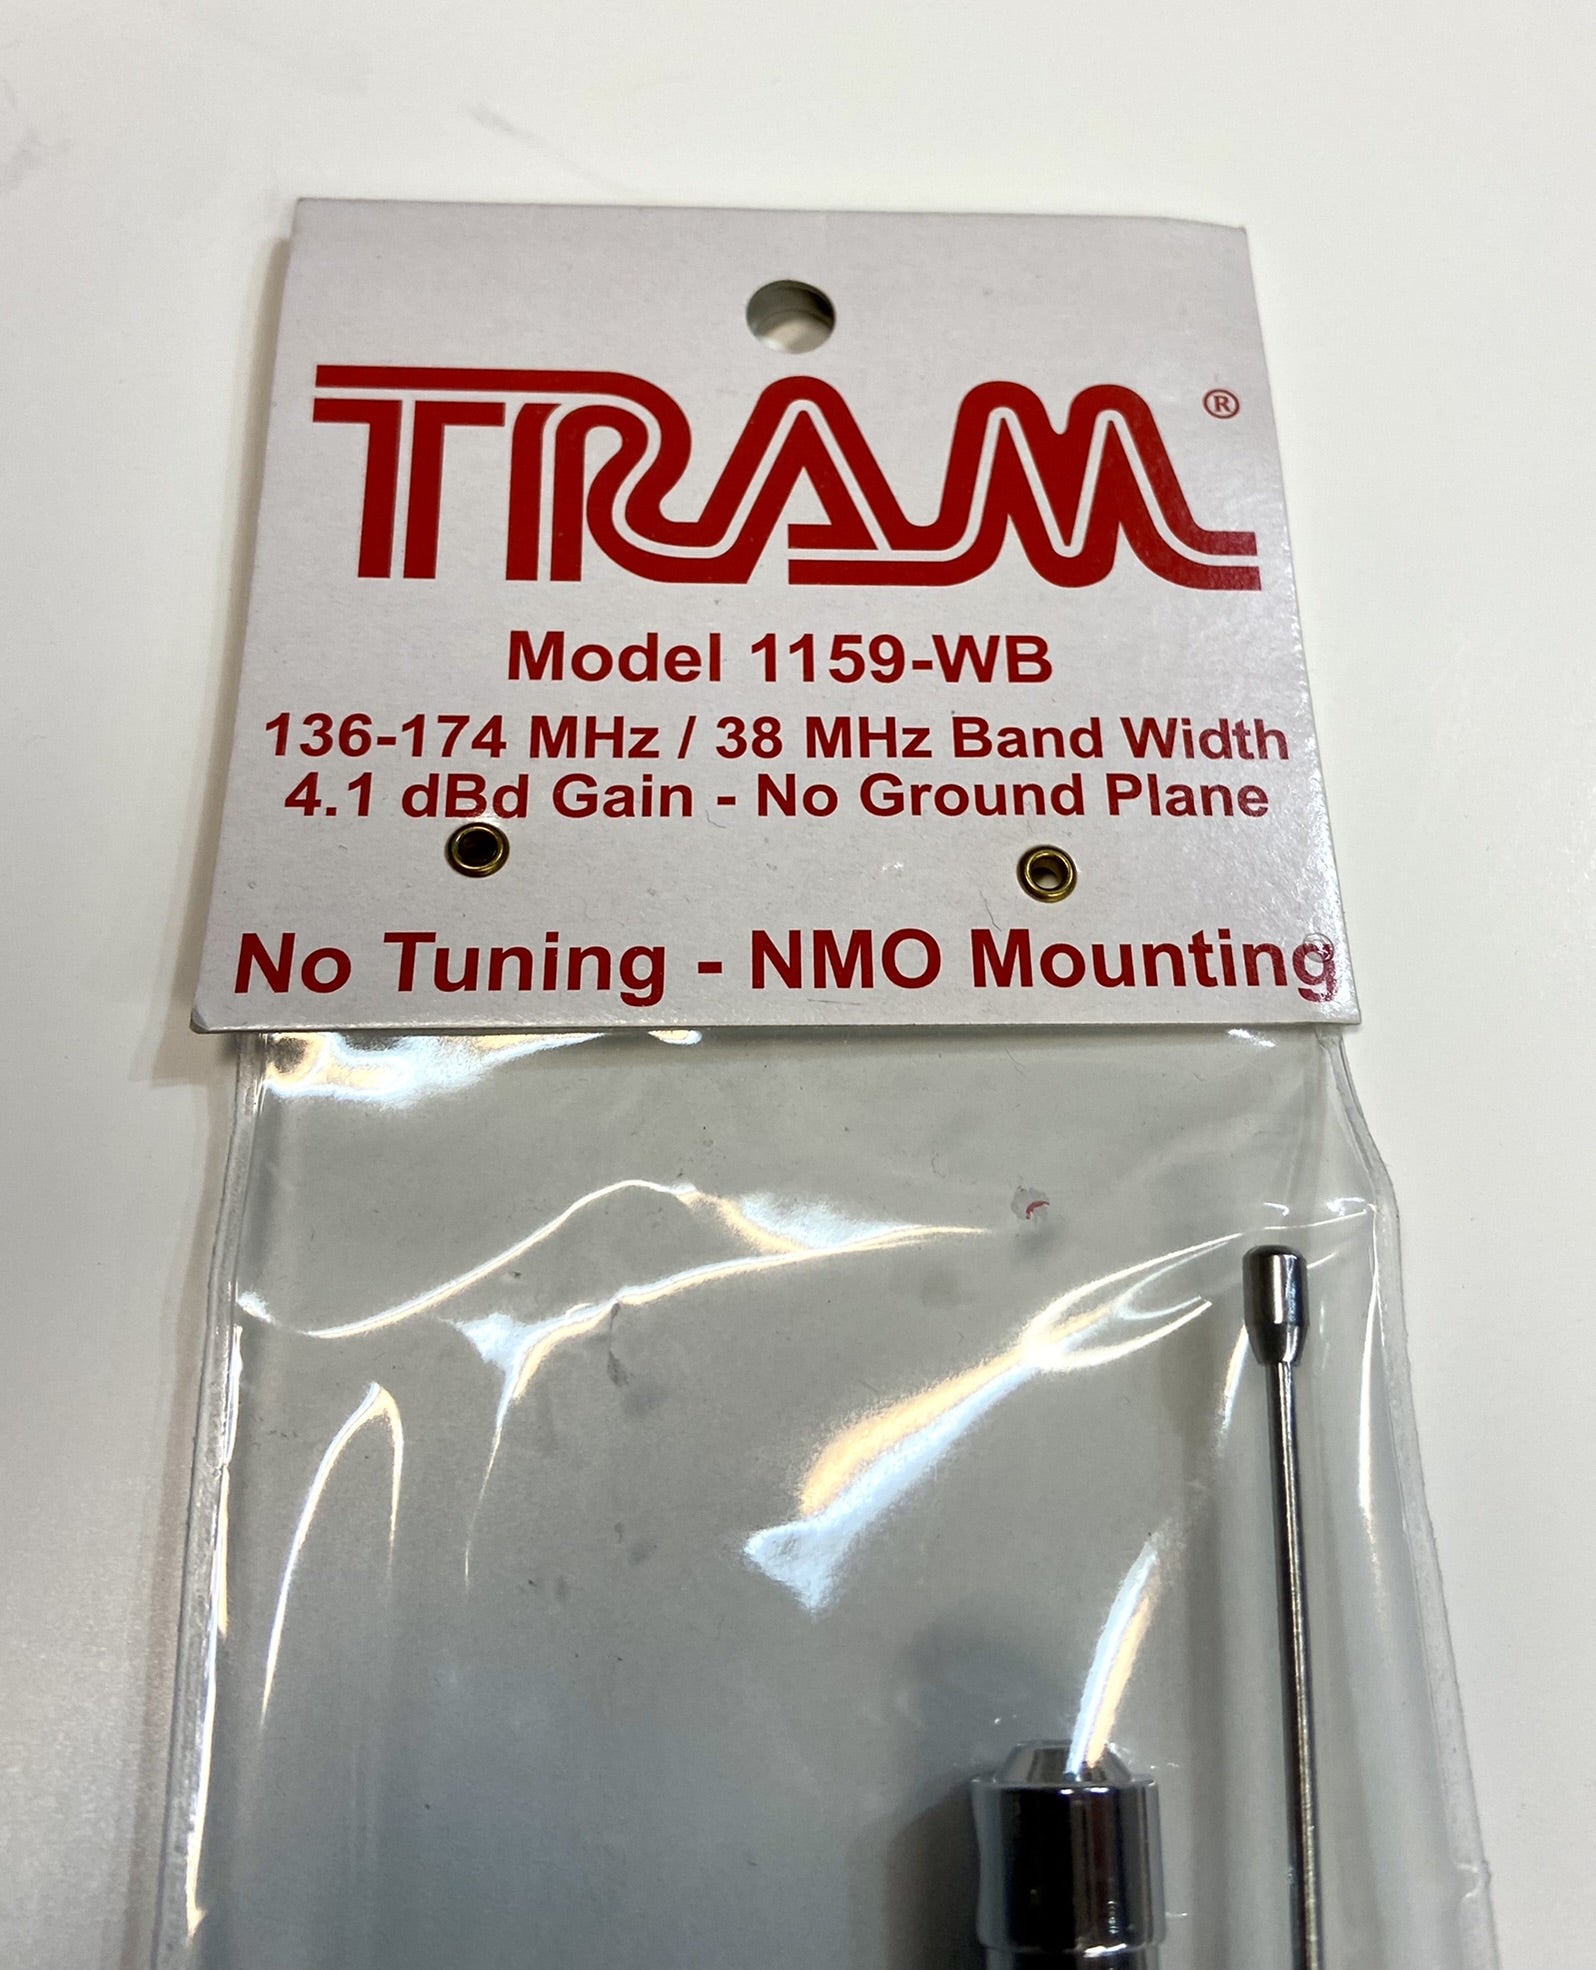 TRAM®
Model 1159-WB
136-174 MHz / 38 MHz Band Width
4.1 dBd Gain - No Ground Plane
No Tuning - NMO Mounting